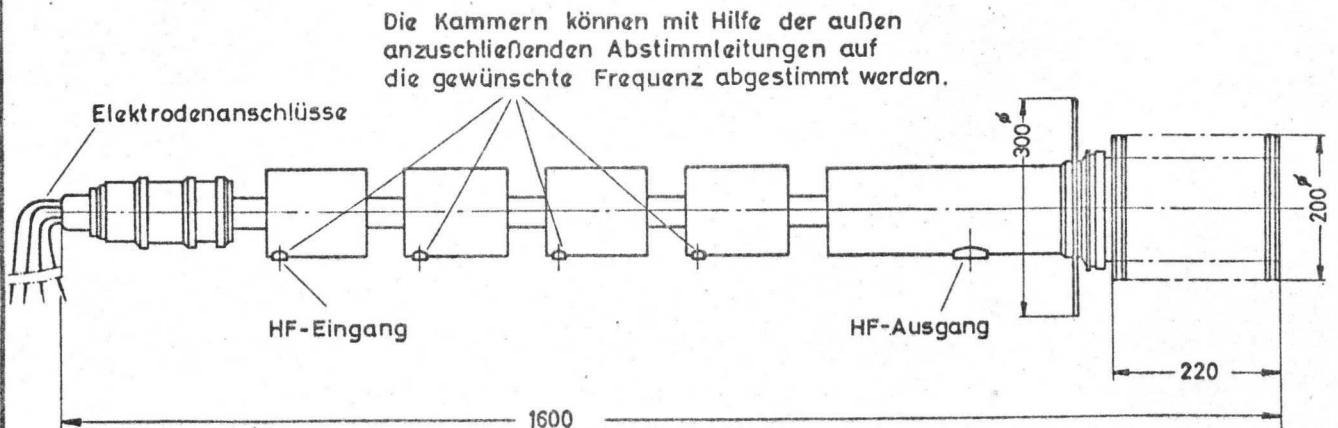 Die Kammern können mit Hilfe der außen
anzuschließenden Abstimmleitungen auf
die gewünschte Frequenz abgestimmt werden.
Elektrodenanschlüsse
300⌀
200⌀
HF-Eingang
HF-Ausgang
220
1600